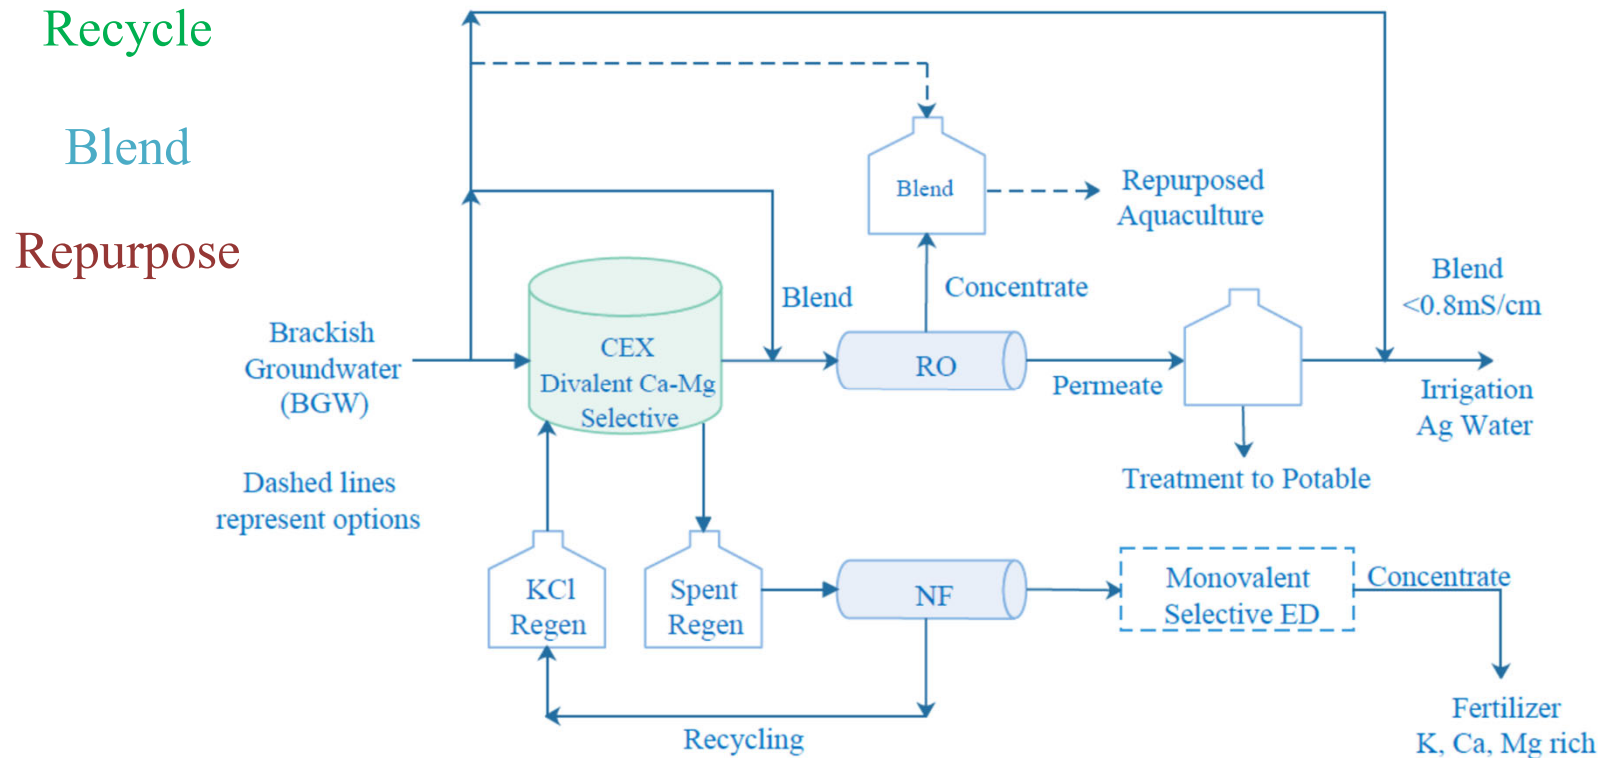 Recycle
Blend
Repurpose
Blend
Repurposed
Aquaculture
Blend
Concentrate
Blend
<0.8mS/cm
Brackish
Groundwater
(BGW)
CEX
Divalent Ca-Mg
Selective
RO
Permeate
Irrigation
Ag Water
Treatment to Potable
Dashed lines
represent options
KCl
Regen
Spent
Regen
NF
Monovalent
Selective ED
Concentrate
Recycling
Fertilizer
K, Ca, Mg rich